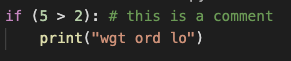 if (5 > 2): # this is a comment
    print("wgt ord lo")